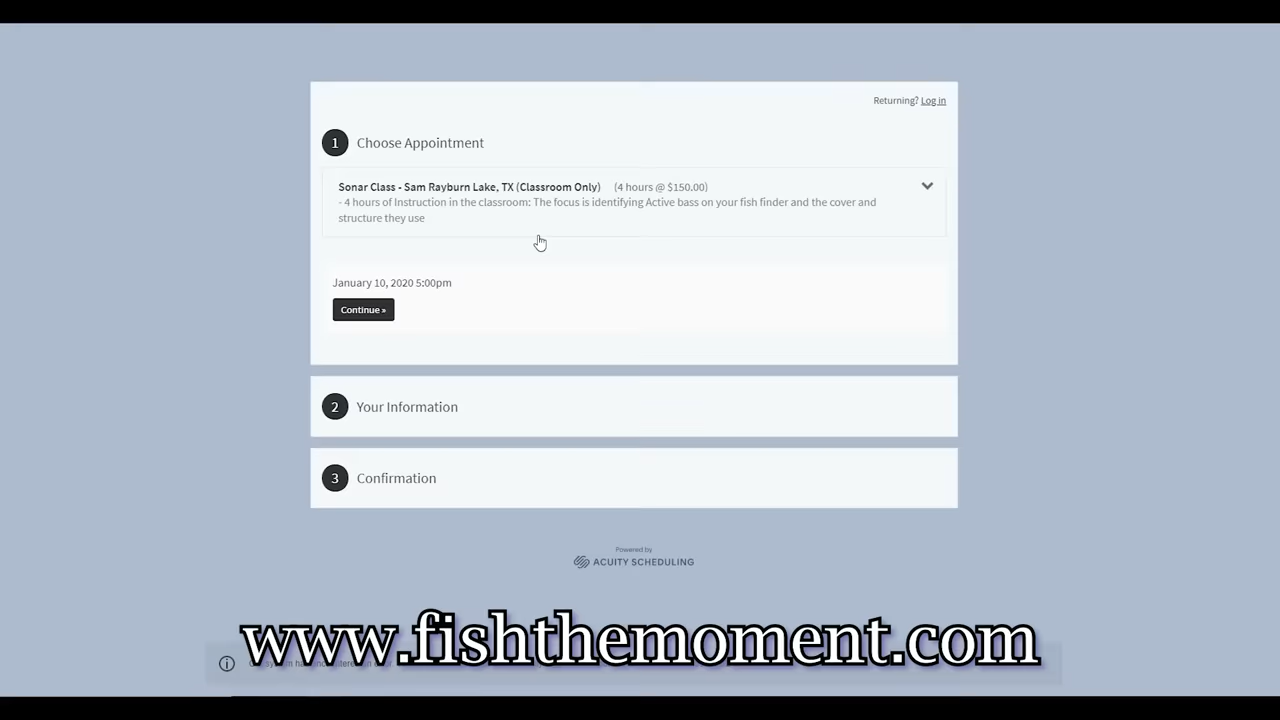 Returning? Log in
1 Choose Appointment
Sonar Class - Sam Rayburn Lake, TX (Classroom Only) (4 hours @ $150.00)
- 4 hours of Instruction in the classroom: The focus is identifying Active bass on your fish finder and the cover and
structure they use
January 10, 2020 5:00pm
Continue »
2 Your Information
3 Confirmation
Powered by
ACUITY SCHEDULING
www.fishthemoment.com